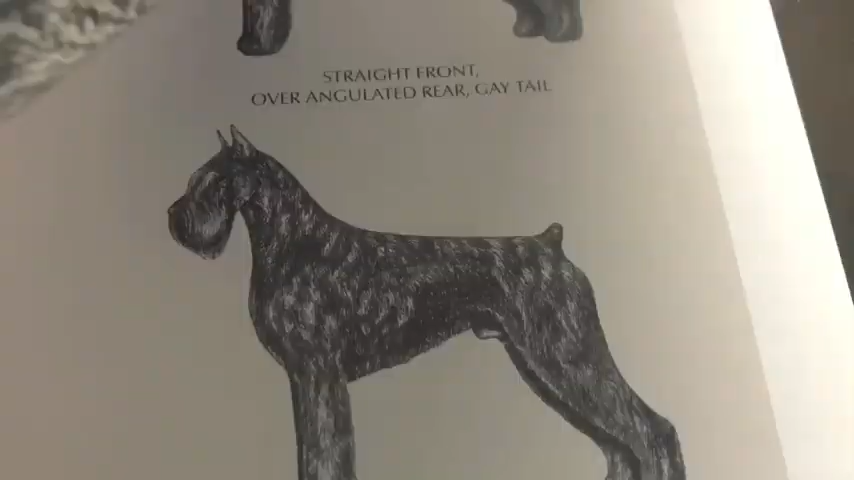 STRAIGHT FRONT,
OVER ANGULATED REAR, GAY TAIL